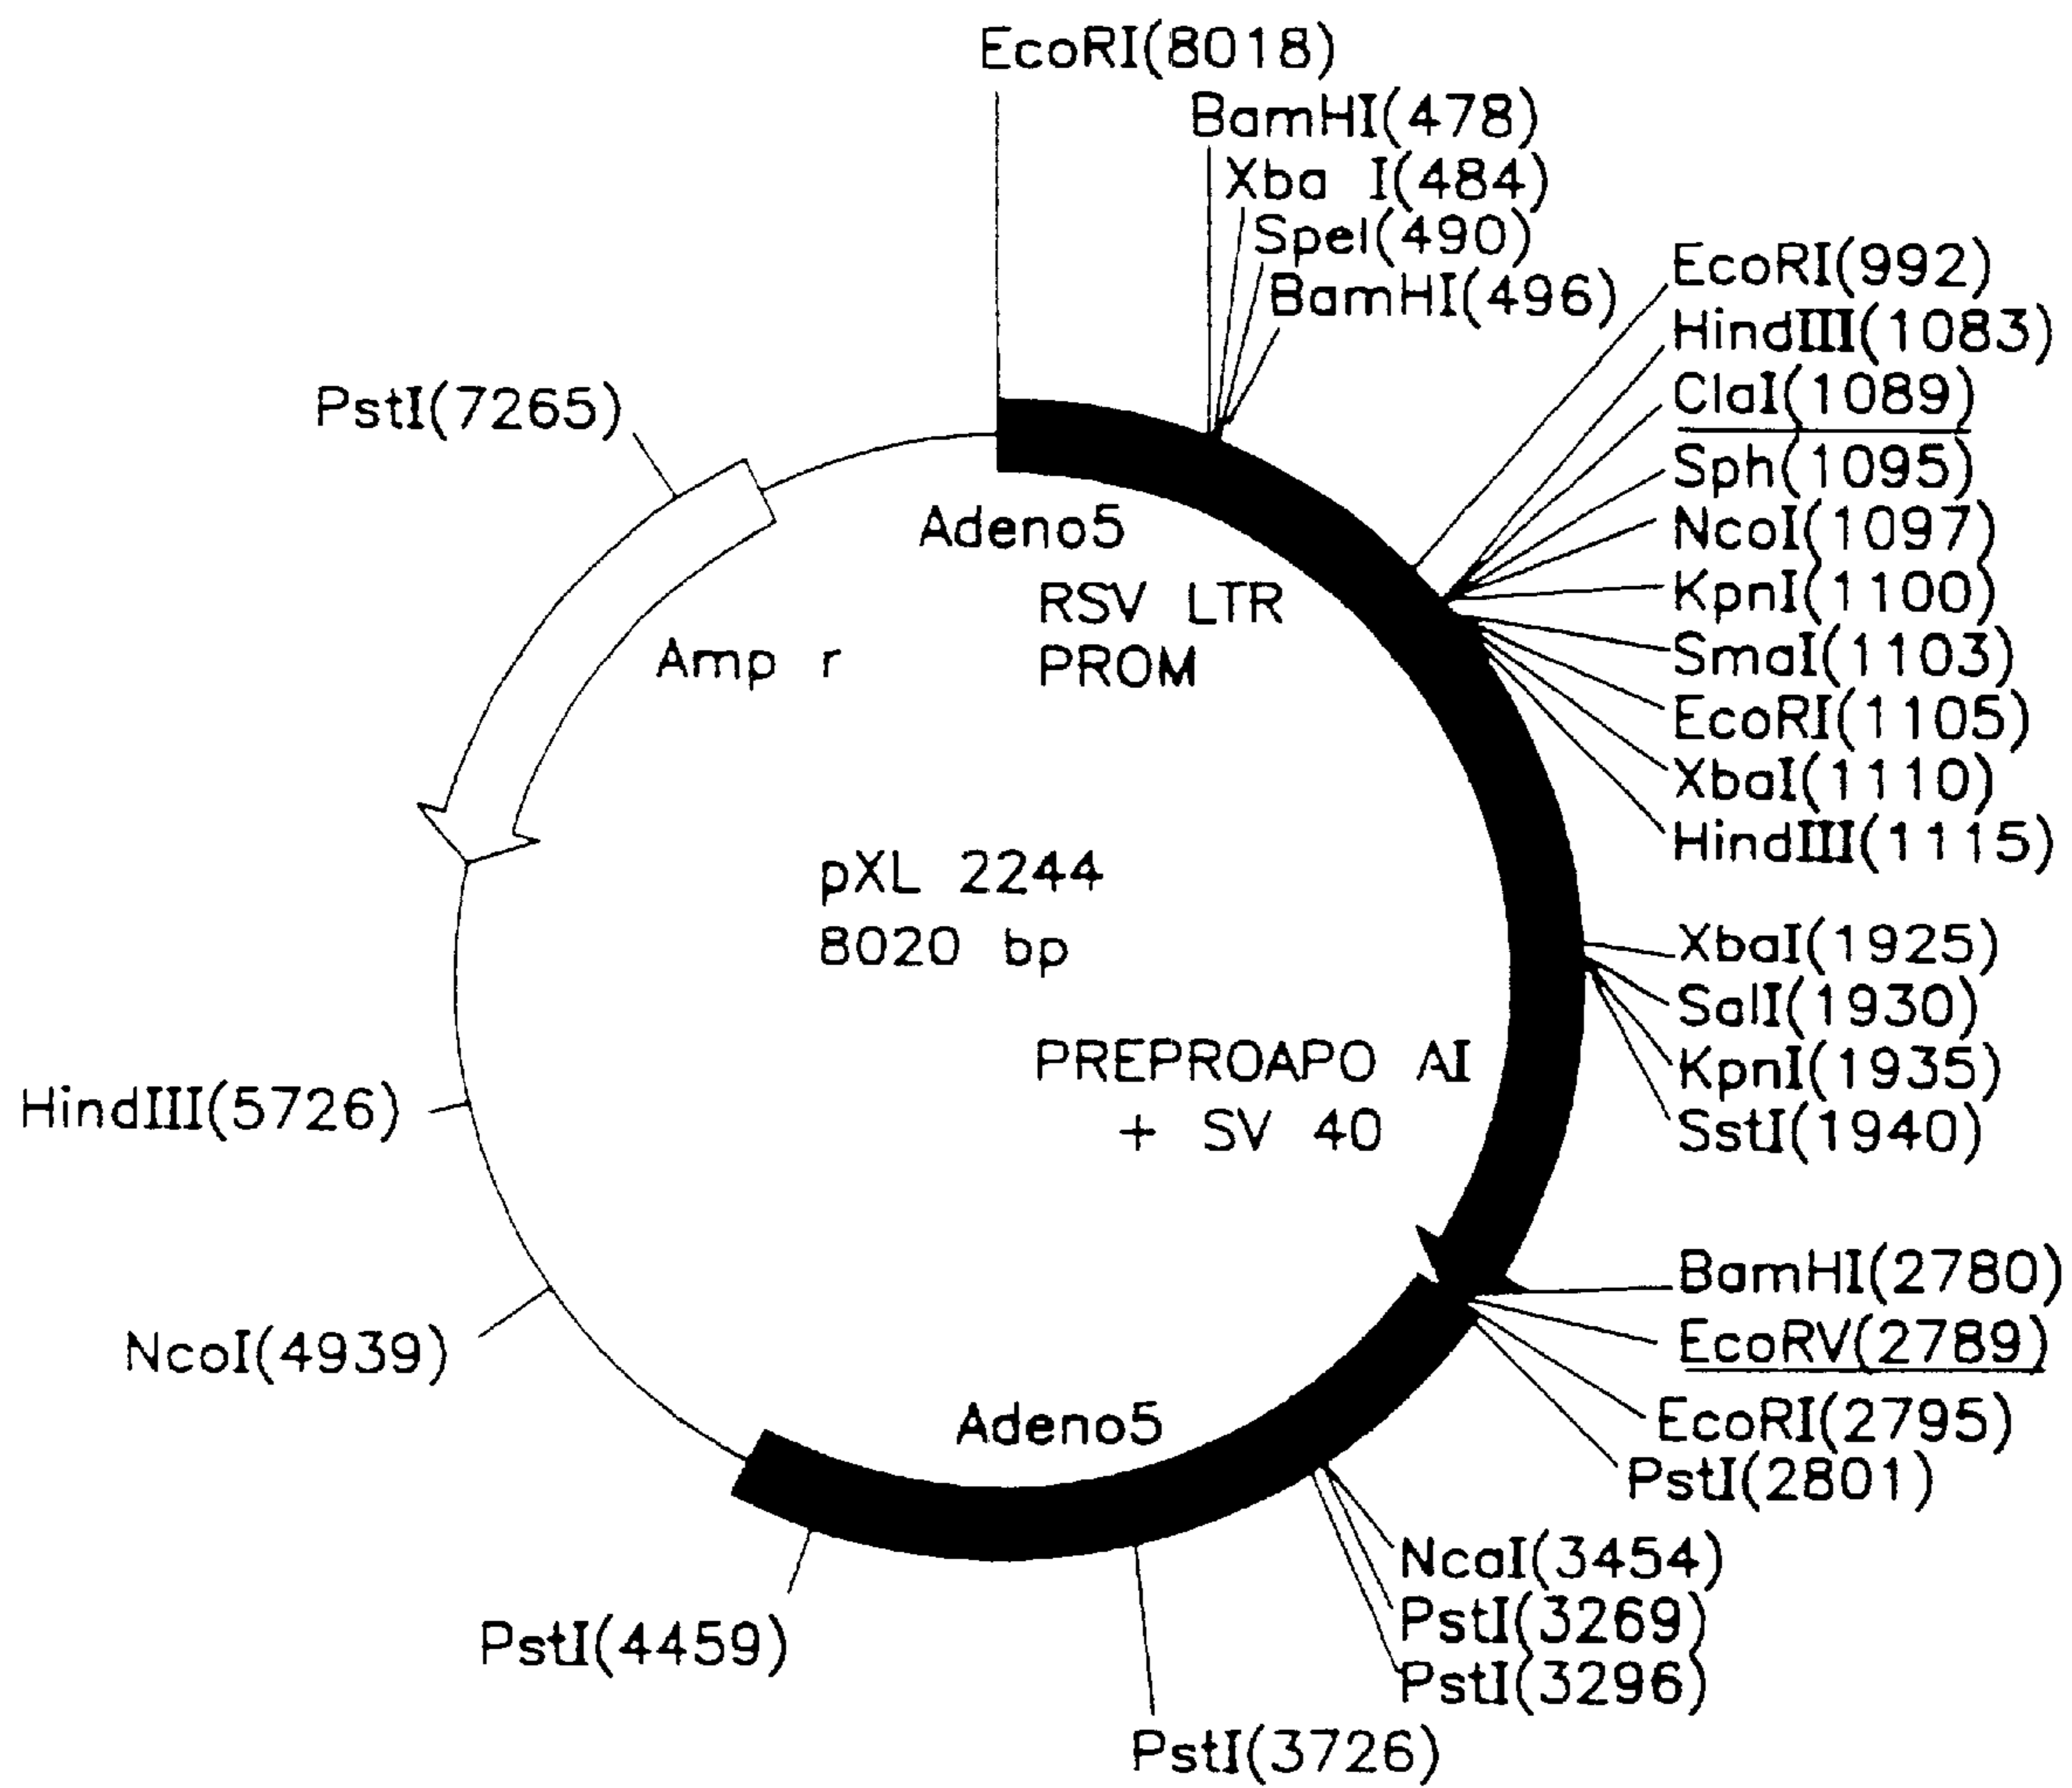 EcoRI(8018)
BamHI(478)
Xba I(484)
SpeI(490)
BamHI(496)
EcoRI(992)
HindIII(1083)
ClaI(1089)
Sph(1095)
NcoI(1097)
KpnI(1100)
SmaI(1103)
EcoRI(1105)
XbaI(1110)
HindIII(1115)
XbaI(1925)
SalI(1930)
KpnI(1935)
SstI(1940)
BamHI(2780)
EcoRV(2789)
EcoRI(2795)
PstI(2801)
NcaI(3454)
PstI(3269)
PstI(3296)
PstI(3726)
PstI(4459)
NcoI(4939)
HindIII(5726)
PstI(7265)
Adeno5
RSV LTR
PROM
Amp r
pXL 2244
8020 bp
PREPROAPO AI
+ SV 40
Adeno5